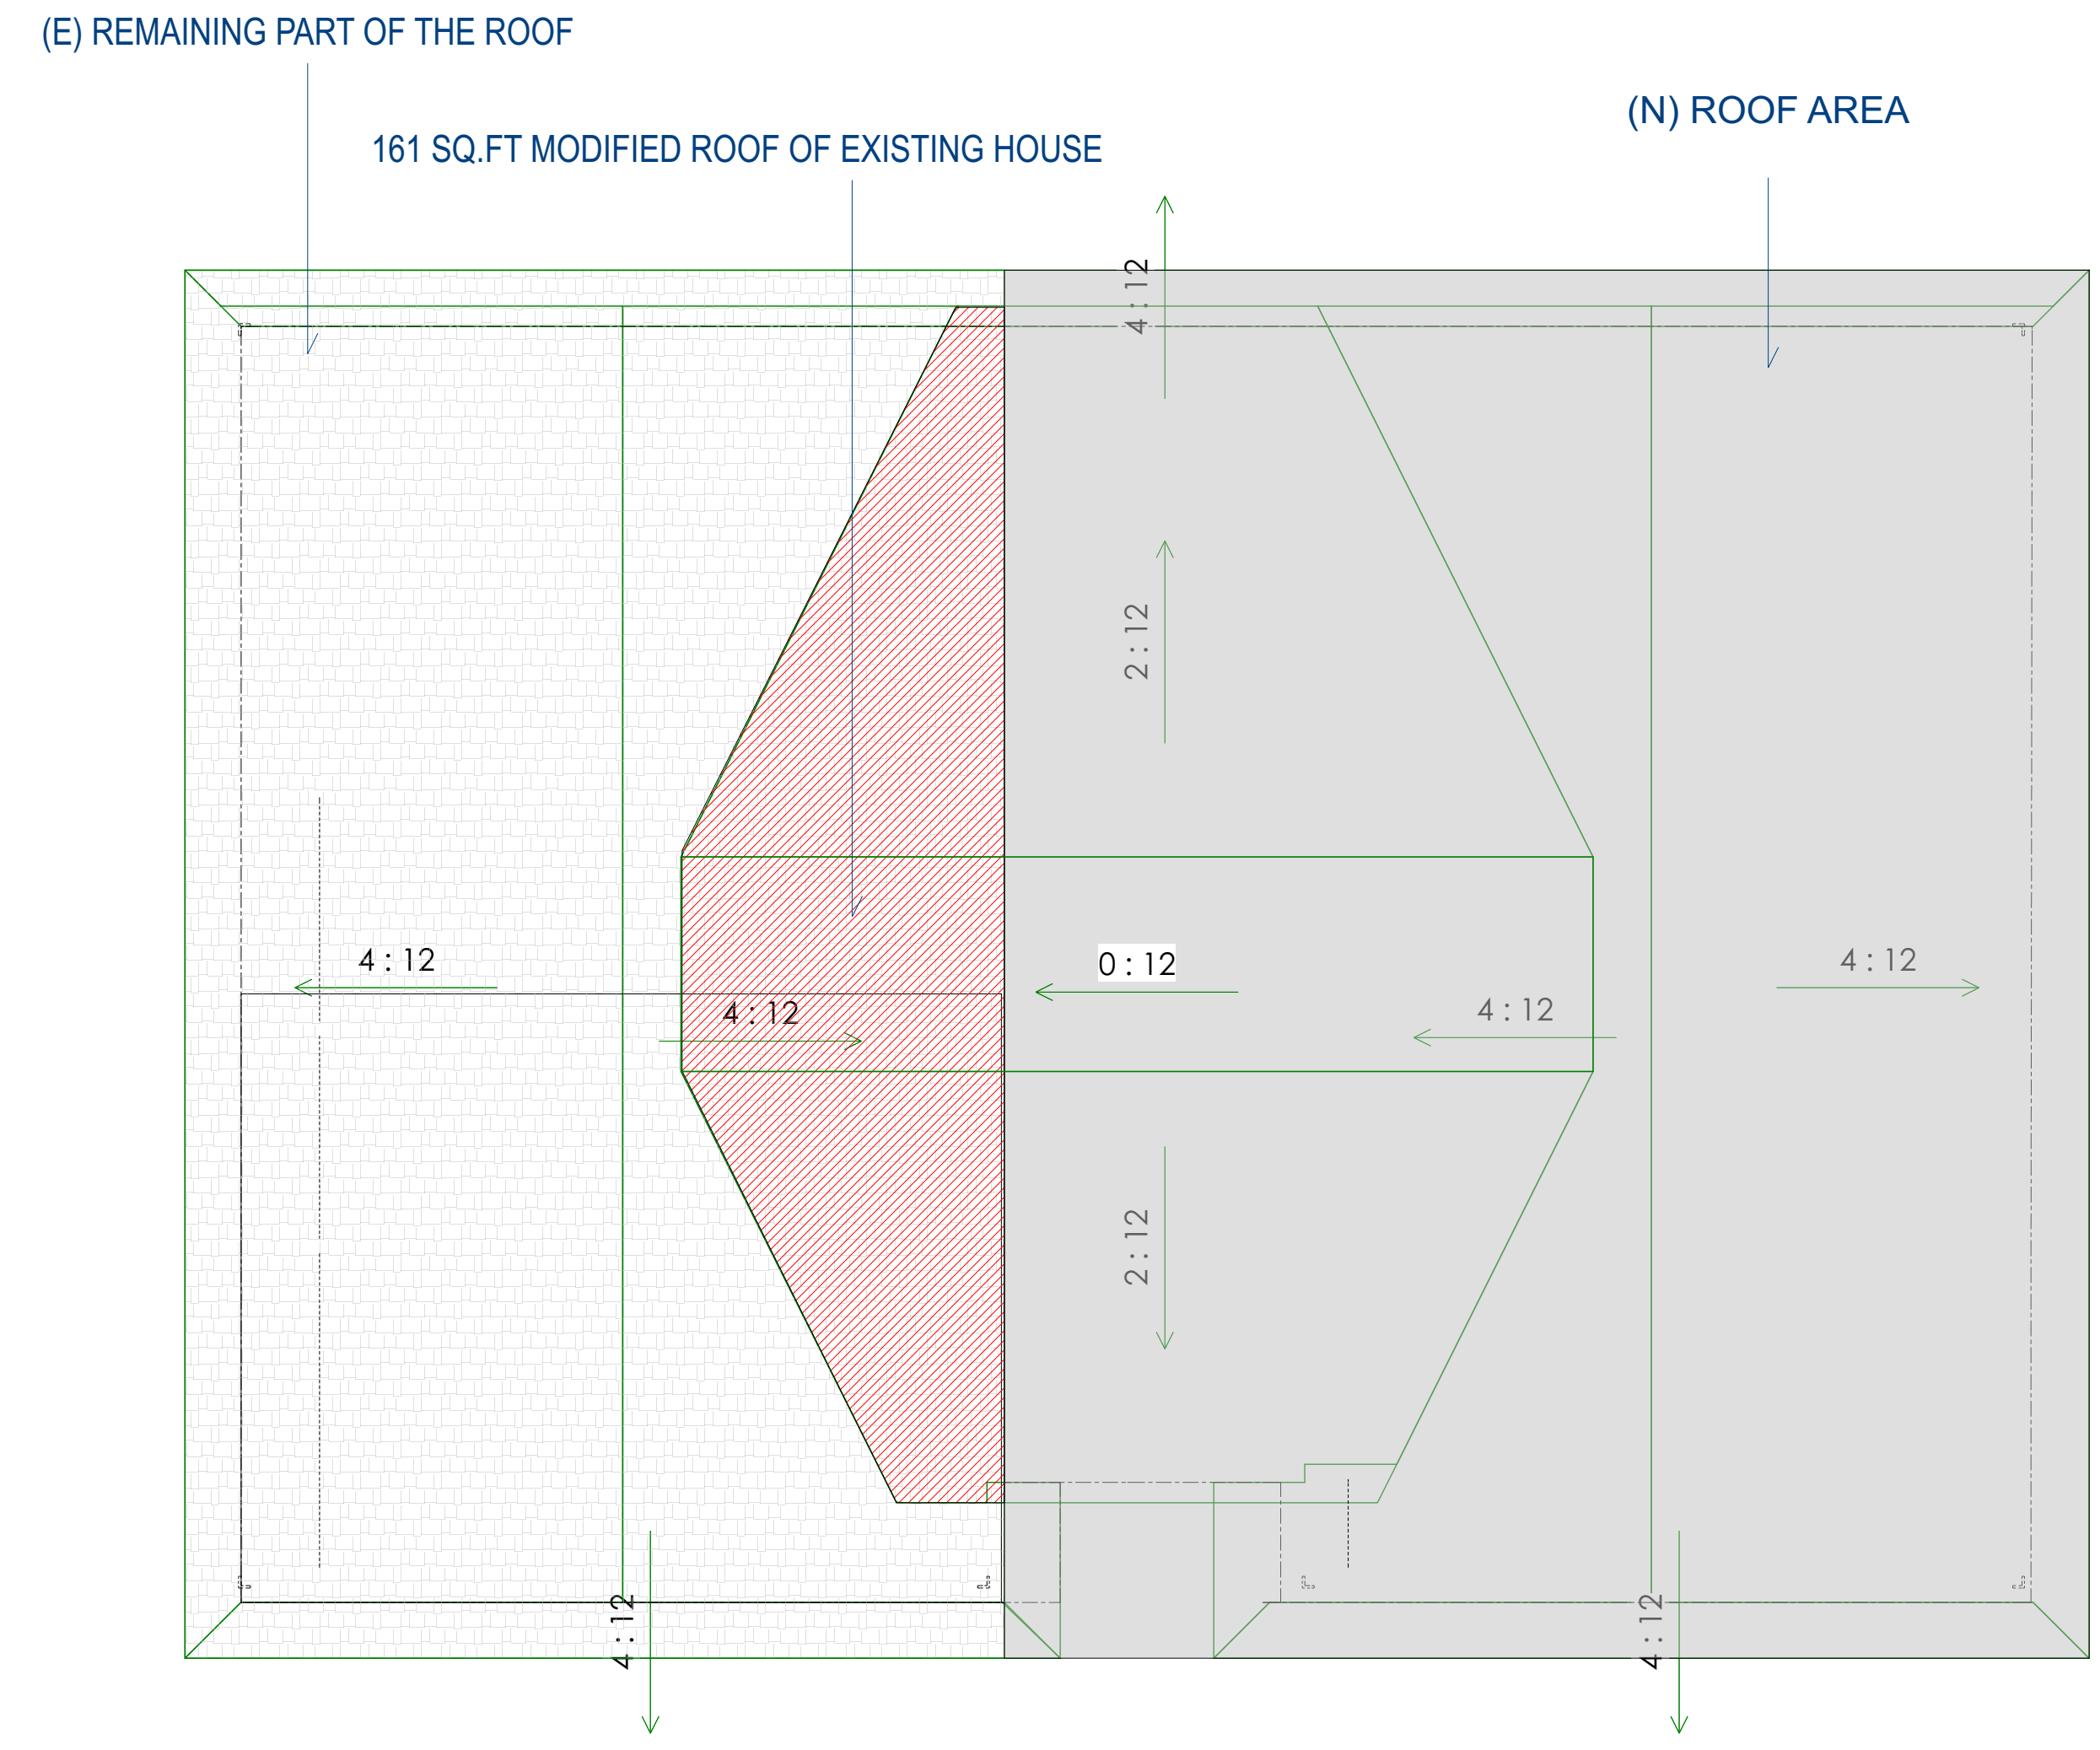 (E) REMAINING PART OF THE ROOF
(N) ROOF AREA
161 SQ.FT MODIFIED ROOF OF EXISTING HOUSE
4 : 12
2 : 12
4 : 12
0 : 12
4 : 12
4 : 12
4 : 12
2 : 12
4 : 12
4 : 12